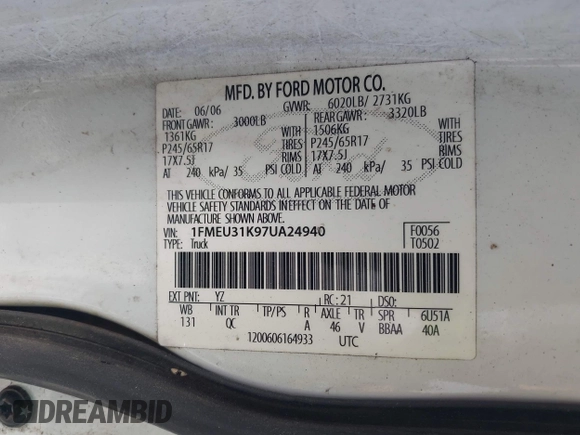 MFD. BY FORD MOTOR CO.
DATE: 06/06 GVWR: 6020LB/ 2731KG
FRONT GAWR: 3000LB REAR GAWR: 3320LB
1361KG WITH 1506KG WITH
P245/65R17 TIRES P245/65R17 TIRES
17X7.5J RIMS 17X7.5J RIMS
AT 240 kPa/ 35 PSI COLD AT 240 kPa/ 35 PSI COLD
THIS VEHICLE CONFORMS TO ALL APPLICABLE FEDERAL MOTOR
VEHICLE SAFETY STANDARDS IN EFFECT ON THE DATE OF
MANUFACTURE SHOWN ABOVE.
VIN: 1FMEU31K97UA24940 F0056
TYPE: Truck T0502
EXT PNT: YZ RC: 21 DSO:
WB INT TR TP/PS R AXLE TR SPR 6U51A
131 QC A 46 V BBAA 40A
1200606164933 UTC
DREAMBID